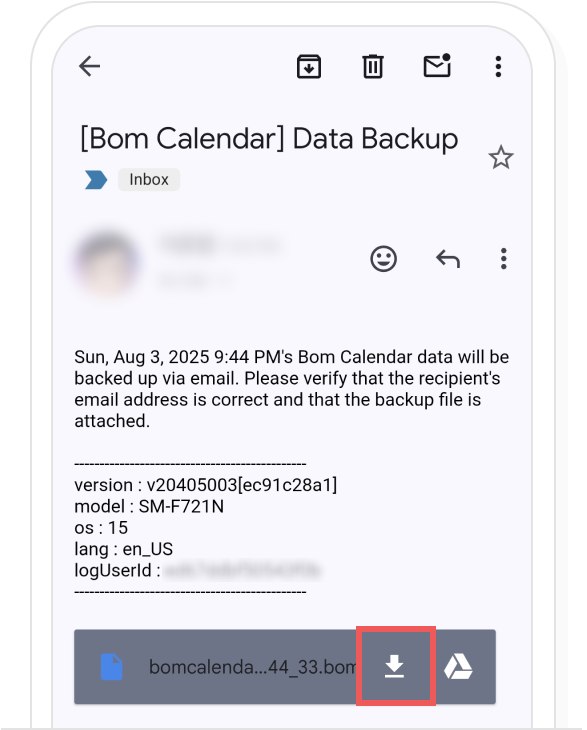 [Bom Calendar] Data Backup
Inbox
Sun, Aug 3, 2025 9:44 PM's Bom Calendar data will be
backed up via email. Please verify that the recipient's
email address is correct and that the backup file is
attached.
-----------------------------------------------
version : v20405003[ec91c28a1]
model : SM-F721N
os : 15
lang : en_US
logUserId :
-----------------------------------------------
bomcalenda...44_33.bom